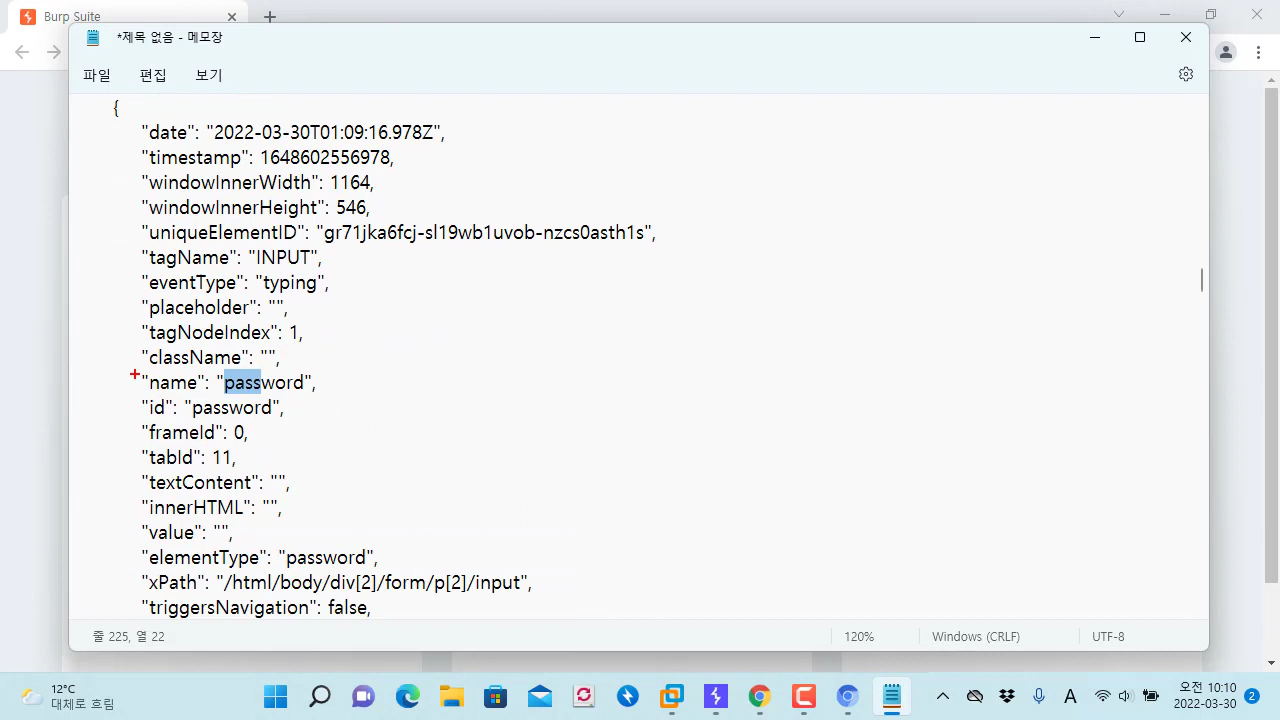 Burp Suite
*제목 없음 - 메모장
파일 편집 보기
{
"date": "2022-03-30T01:09:16.978Z",
"timestamp": 1648602556978,
"windowInnerWidth": 1164,
"windowInnerHeight": 546,
"uniqueElementID": "gr71jka6fcj-sl19wb1uvob-nzcs0asth1s",
"tagName": "INPUT",
"eventType": "typing",
"placeholder": "",
"tagNodeIndex": 1,
"className": "",
"name": "password",
"id": "password",
"frameId": 0,
"tabId": 11,
"textContent": "",
"innerHTML": "",
"value": "",
"elementType": "password",
"xPath": "/html/body/div[2]/form/p[2]/input",
"triggersNavigation": false,
줄 225, 열 22 120% Windows (CRLF) UTF-8
12°C
대체로 흐림
A
오전 10:10
2022-03-30
2